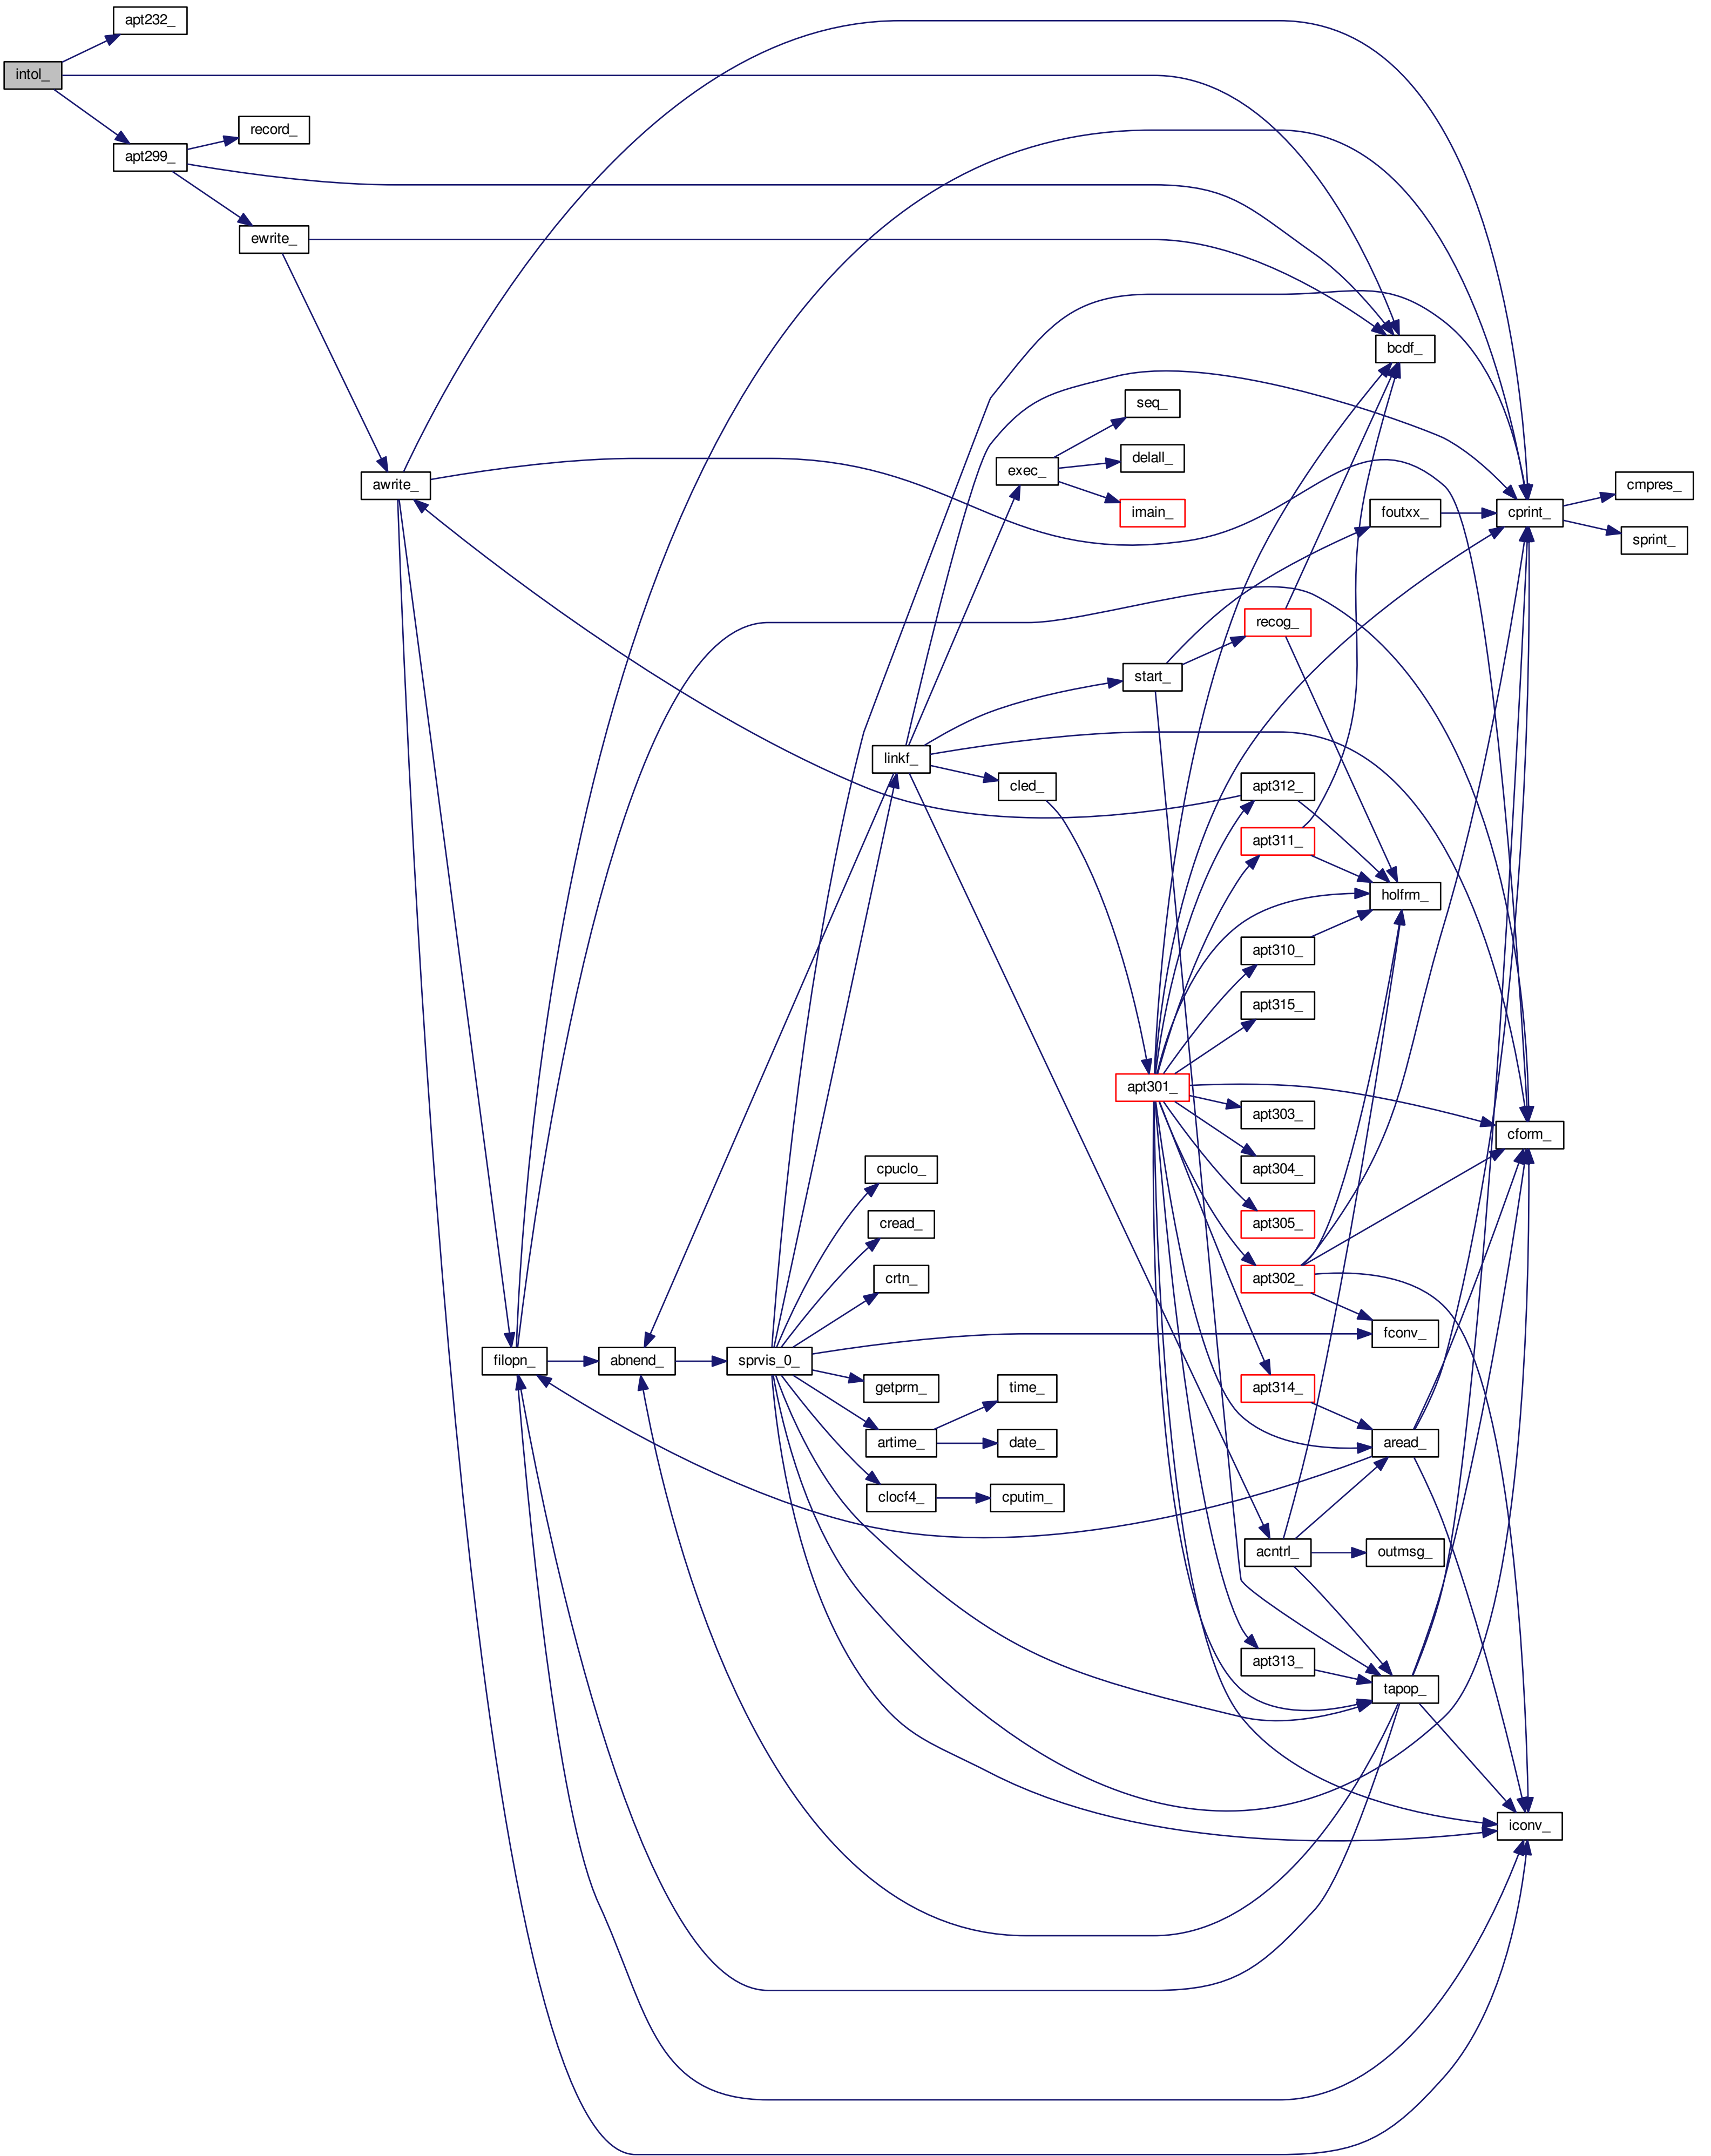 apt232_
intol_
record_
apt299_
ewrite_
bcdf_
seq_
delall_
exec_
awrite_
cmpres_
imain_
foutxx_
cprint_
sprint_
recog_
start_
linkf_
cled_
apt312_
apt311_
holfrm_
apt310_
apt315_
apt301_
apt303_
cform_
cpuclo_
apt304_
cread_
apt305_
crtn_
apt302_
fconv_
filopn_
abnend_
sprvis_0_
getprm_
time_
apt314_
artime_
date_
aread_
clocf4_
cputim_
acntrl_
outmsg_
apt313_
tapop_
iconv_